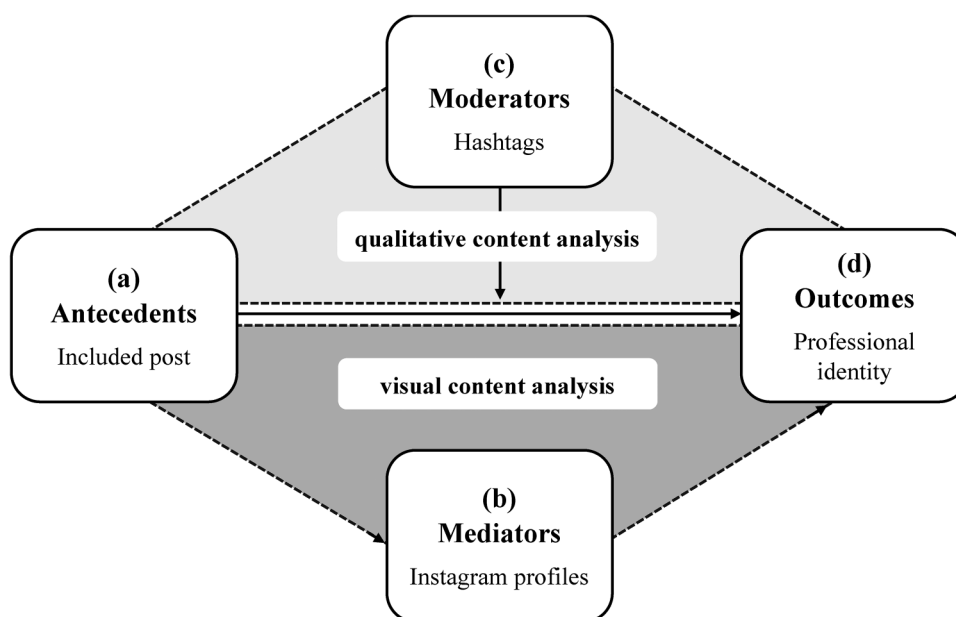 (c)
Moderators
Hashtags
qualitative content analysis
(a)
Antecedents
Included post
(d)
Outcomes
Professional
identity
visual content analysis
(b)
Mediators
Instagram profiles